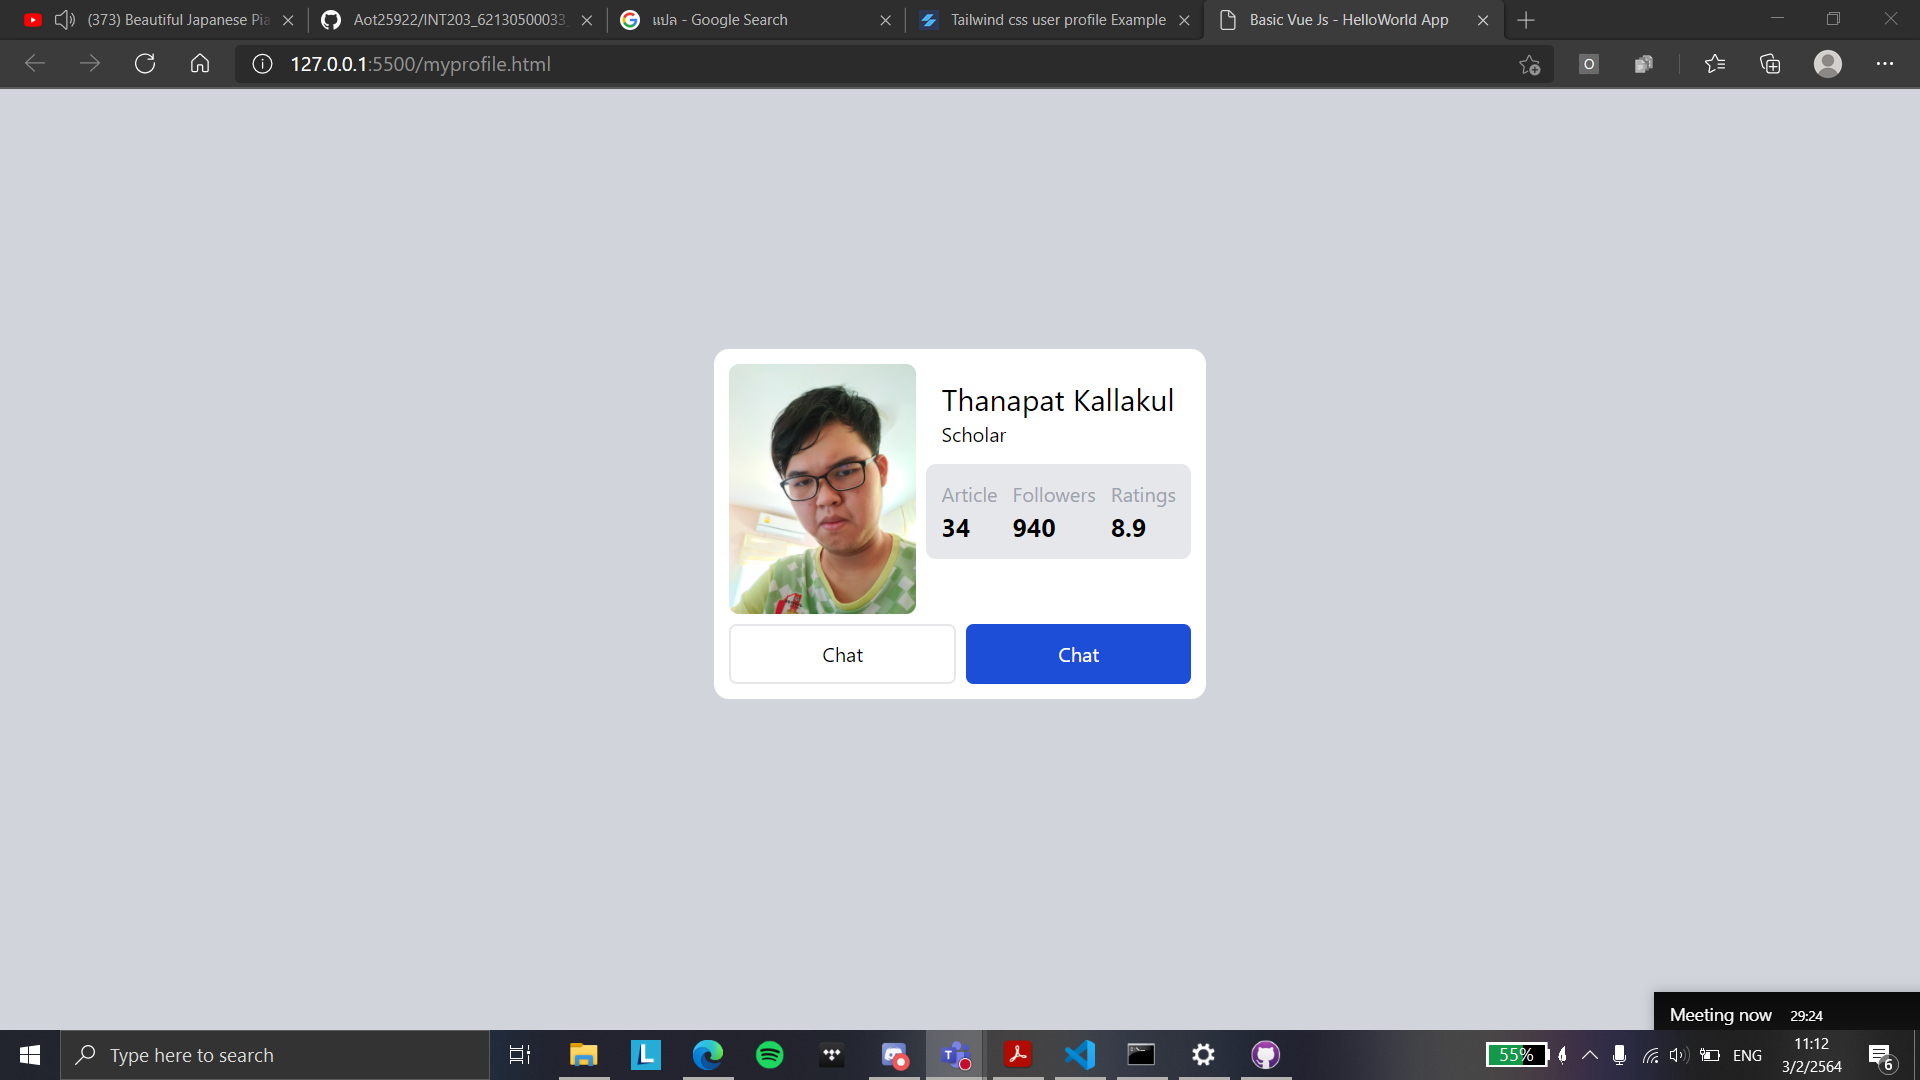 (373) Beautiful Japanese Pia
Aot25922/INT203_62130500033
แปล - Google Search
Tailwind css user profile Example
Basic Vue Js - HelloWorld App
127.0.0.1:5500/myprofile.html
O
Thanapat Kallakul
Scholar
Article Followers Ratings
34 940 8.9
Chat
Chat
Meeting now 29:24
Type here to search
L
T
55%
ENG
11:12
3/2/2564
6